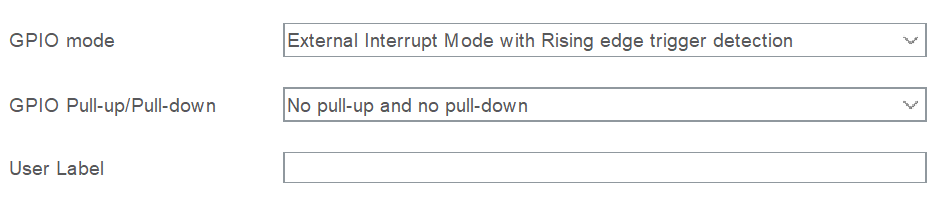 GPIO mode External Interrupt Mode with Rising edge trigger detection
GPIO Pull-up/Pull-down No pull-up and no pull-down
User Label